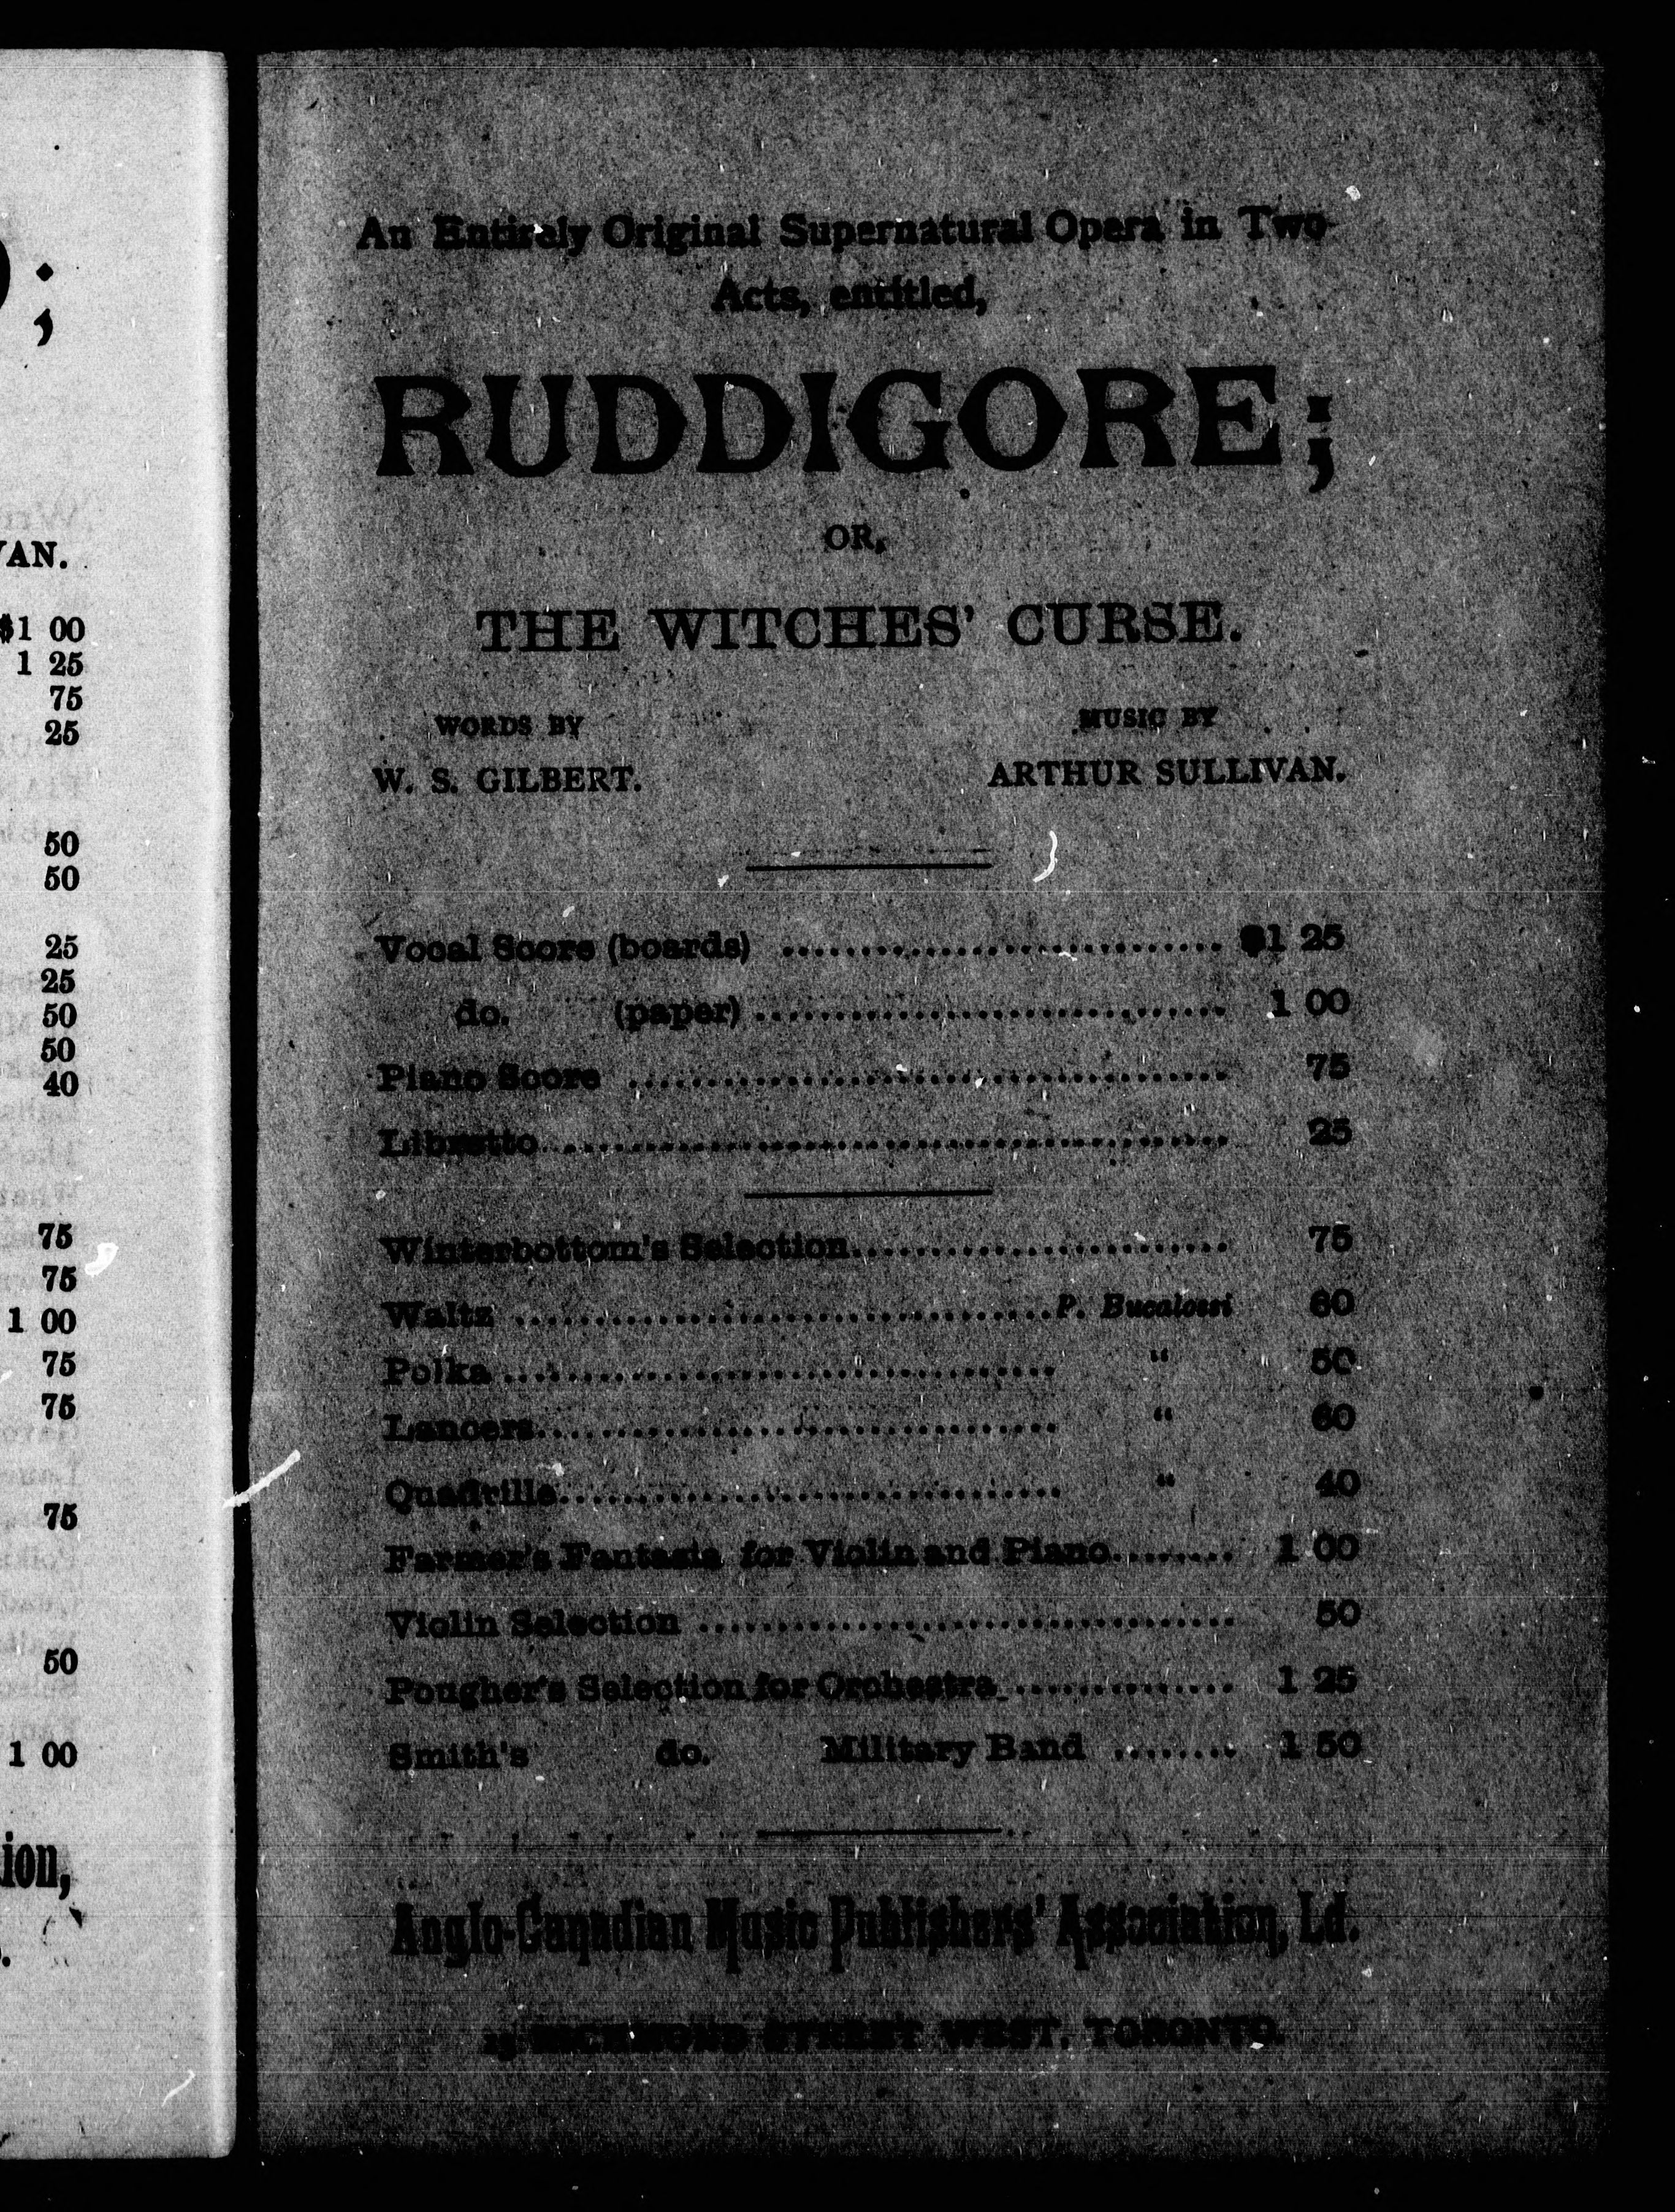 ;
VAN.
$1 00
1 25
75
25
50
50
25
25
50
50
40
75
75
1 00
75
75
75
50
1 00
ion,
An Entirely Original Supernatural Opera in Two
Acts, entitled,
RUDDIGORE;
OR,
THE WITCHES' CURSE.
WORDS BY MUSIC BY
W. S. GILBERT. ARTHUR SULLIVAN.
Vocal Score (boards) .............................. $1 25
do. (paper) .............................. 1 00
Piano Score .............................. 75
Libretto .............................. 25
Winterbottom's Selection .............................. 75
Waltz .............................. P. Bucalossi 60
Polka .............................. " 50
Lancers .............................. " 60
Quadrille .............................. " 40
Farmer's Fantasia for Violin and Piano ........ 1 00
Violin Selection .............................. 50
Pougher's Selection for Orchestra .............. 1 25
Smith's do. Military Band ........ 1 50
Anglo-Canadian Music Publishers' Association, Ld.
RICHMOND STREET WEST, TORONTO.